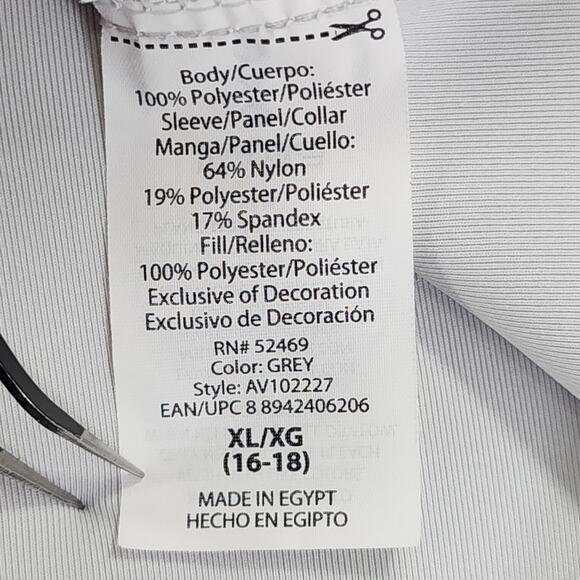 Body/Cuerpo:
100% Polyester/Poliéster
Sleeve/Panel/Collar
Manga/Panel/Cuello:
64% Nylon
19% Polyester/Poliéster
17% Spandex
Fill/Relleno:
100% Polyester/Poliéster
Exclusive of Decoration
Exclusivo de Decoración
RN# 52469
Color: GREY
Style: AV102227
EAN/UPC 8 8942406206
XL/XG
(16-18)
MADE IN EGYPT
HECHO EN EGIPTO